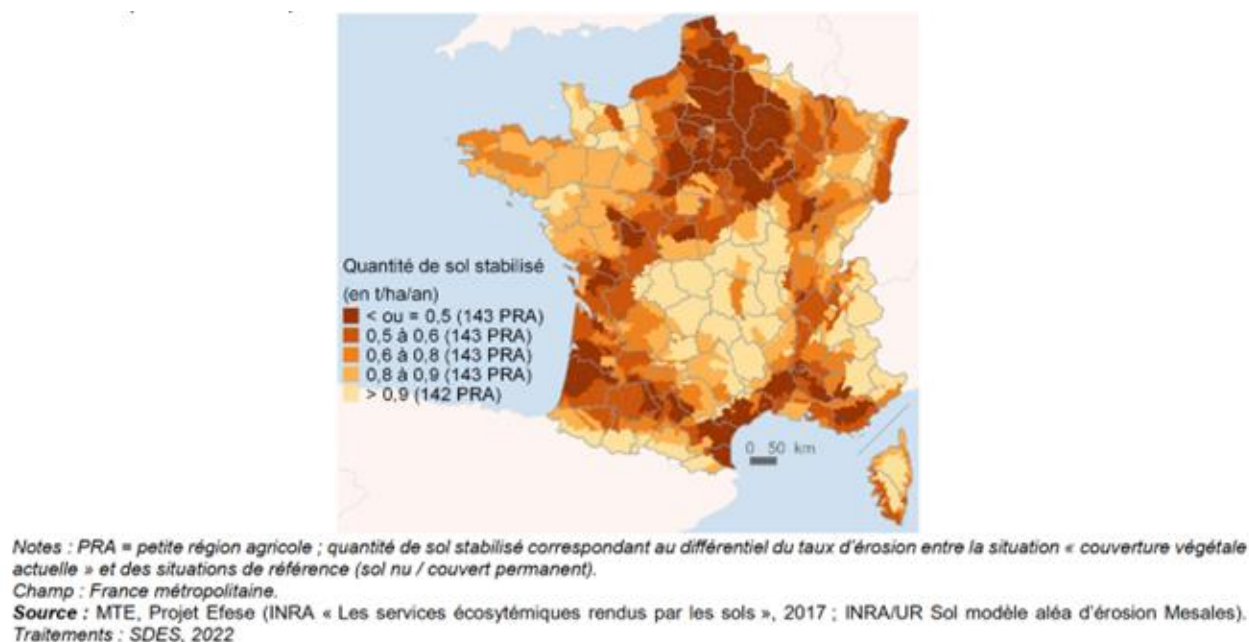 Quantité de sol stabilisé
(en t/ha/an)
< ou = 0,5 (143 PRA)
0,5 à 0,6 (143 PRA)
0,6 à 0,8 (143 PRA)
0,8 à 0,9 (143 PRA)
> 0,9 (142 PRA)
0 50 km
Notes : PRA = petite région agricole ; quantité de sol stabilisé correspondant au différentiel du taux d'érosion entre la situation « couverture végétale
actuelle » et des situations de référence (sol nu / couvert permanent).
Champ : France métropolitaine.
Source : MTE, Projet Efese (INRA « Les services écosytémiques rendus par les sols », 2017 ; INRA/UR Sol modèle aléa d'érosion Mesales).
Traitements : SDES, 2022